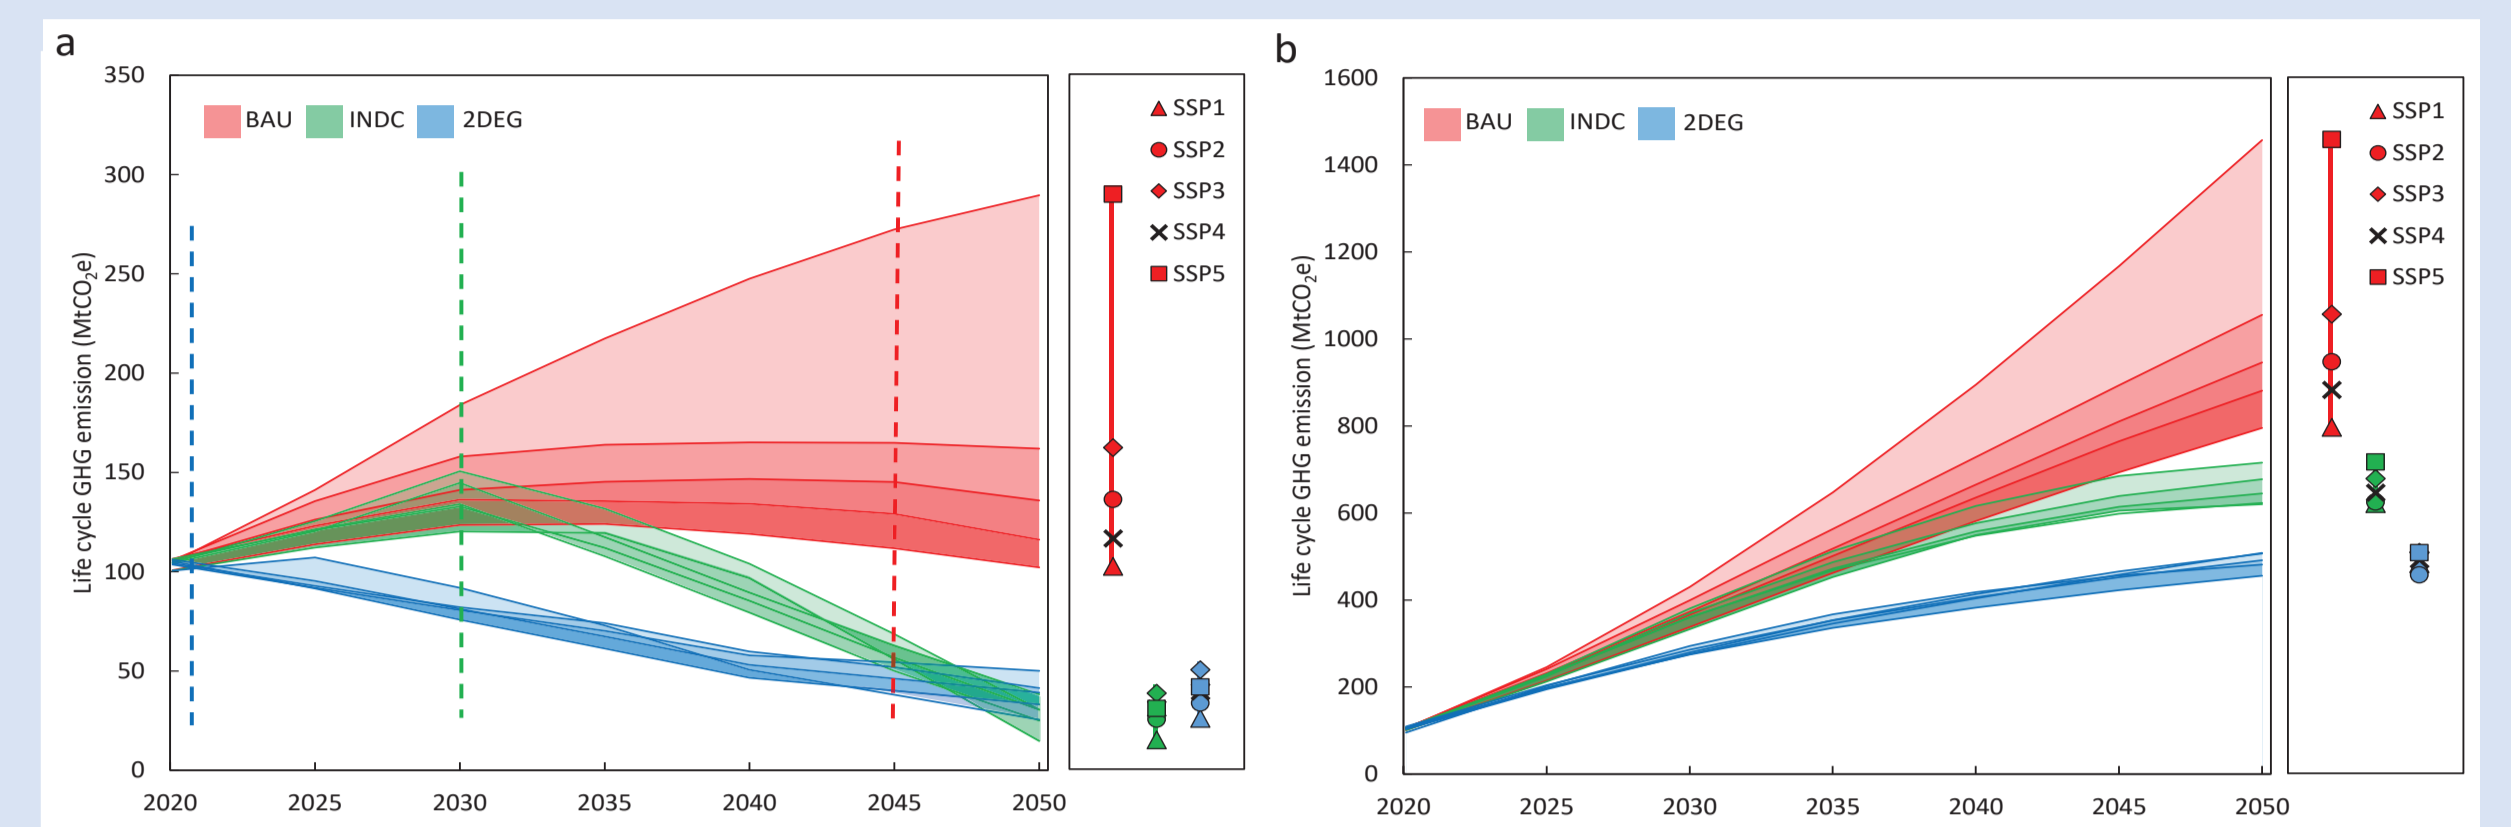 a
Life cycle GHG emission (MtCO₂e)
350
300
250
200
150
100
50
0
BAU INDC 2DEG
2020 2025 2030 2035 2040 2045 2050
SSP1
SSP2
SSP3
SSP4
SSP5
b
Life cycle GHG emission (MtCO₂e)
1600
1400
1200
1000
800
600
400
200
0
BAU INDC 2DEG
2020 2025 2030 2035 2040 2045 2050
SSP1
SSP2
SSP3
SSP4
SSP5